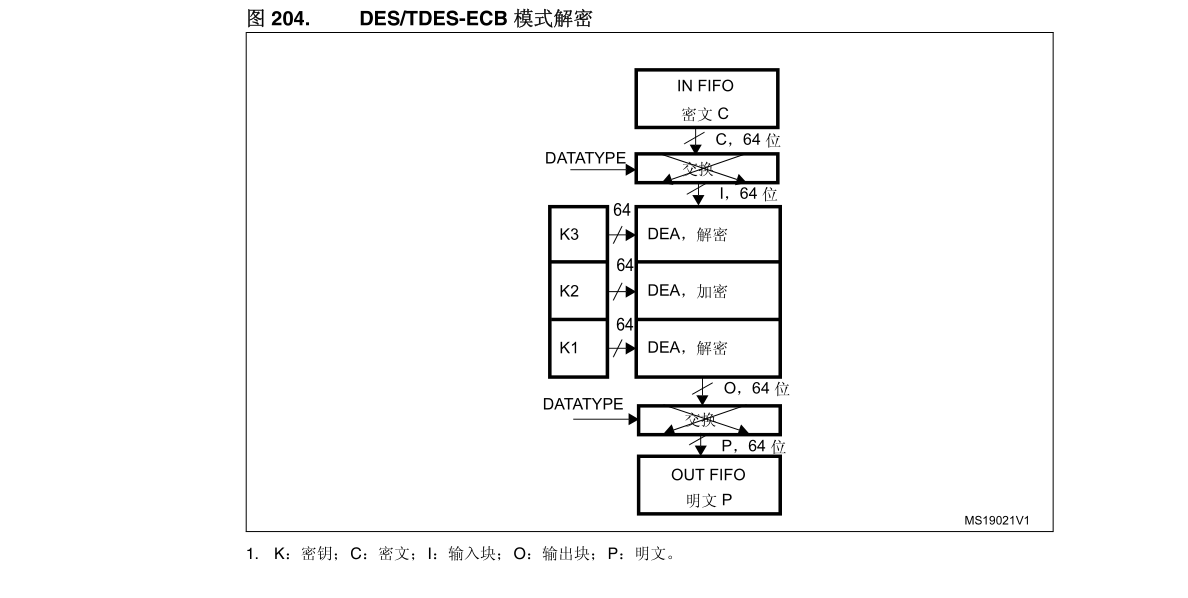 图 204. DES/TDES-ECB 模式解密
IN FIFO
密文 C
C，64 位
DATATYPE
交换
I，64 位
64
K3
DEA，解密
64
K2
DEA，加密
64
K1
DEA，解密
O，64 位
DATATYPE
交换
P，64 位
OUT FIFO
明文 P
MS19021V1
1. K：密钥；C：密文；I：输入块；O：输出块；P：明文。